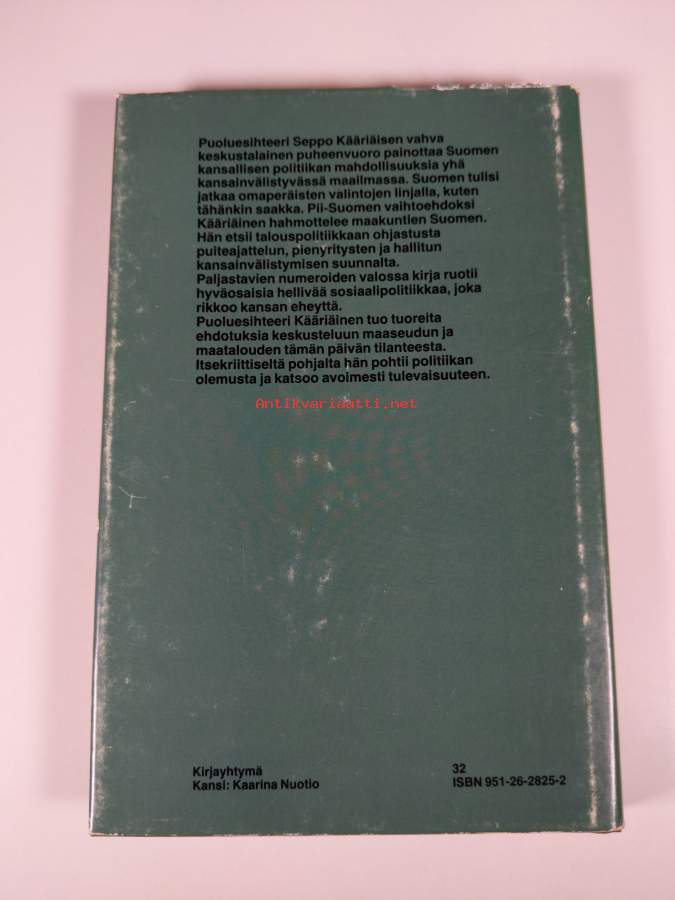 Puoluesihteeri Seppo Kääriäisen vahva
keskustalainen puheenvuoro painottaa Suomen
kansallisen politiikan mahdollisuuksia yhä
kansainvälistyvässä maailmassa. Suomen tulisi
jatkaa omaperäisten valintojen linjalla, kuten
tähänkin saakka. Pii-Suomen vaihtoehdoksi
Kääriäinen hahmottelee maakuntien Suomen.
Hän etsii talouspolitiikkaan ohjastusta
puiteajattelun, pienyritysten ja hallitun
kansainvälistymisen suunnalta.
Paljastavien numeroiden valossa kirja ruotii
hyväosaisia hellivää sosiaalipolitiikkaa, joka
rikkoo kansan eheyttä.
Puoluesihteeri Kääriäinen tuo tuoreita
ehdotuksia keskusteluun maaseudun ja
maatalouden tämän päivän tilanteesta.
Itsekriittiseltä pohjalta hän pohtii politiikan
olemusta ja katsoo avoimesti tulevaisuuteen.
Antikvariaatti.net
Kirjayhtymä
Kansi: Kaarina Nuotio
32
ISBN 951-26-2825-2